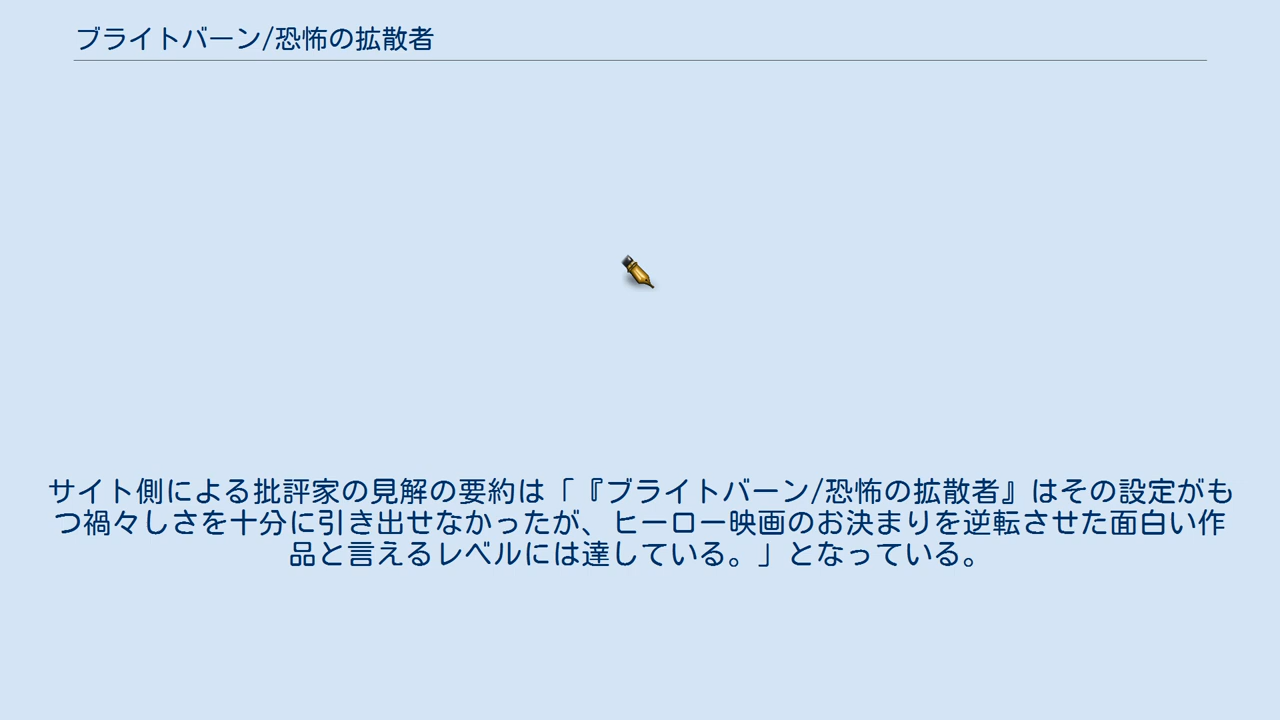 ブライトバーン/恐怖の拡散者
サイト側による批評家の見解の要約は「『ブライトバーン/恐怖の拡散者』はその設定がも
つ禍々しさを十分に引き出せなかったが、ヒーロー映画のお決まりを逆転させた面白い作
品と言えるレベルには達している。」となっている。